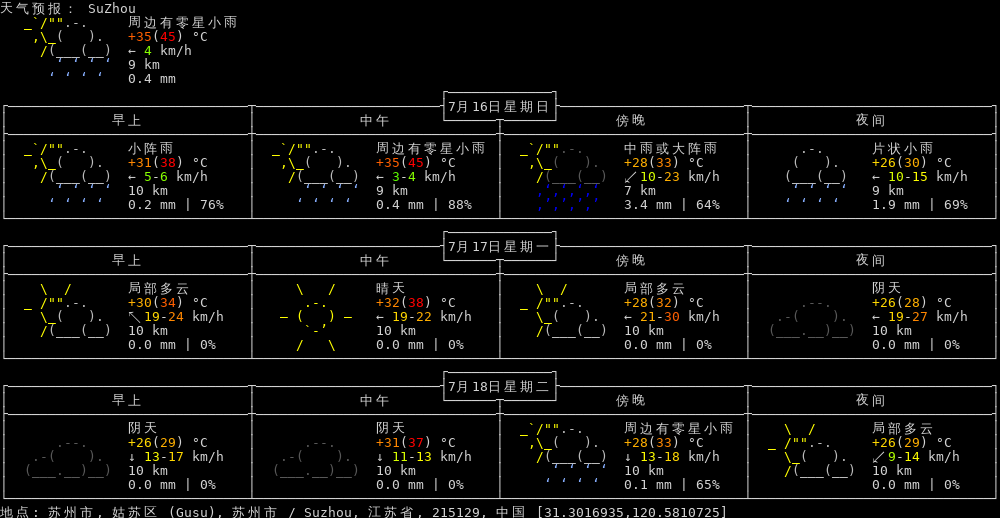 天气预报: SuZhou
周边有零星小雨
+35(45) °C
← 4 km/h
9 km
0.4 mm
7月16日星期日
早上 中午 傍晚 夜间
小阵雨 周边有零星小雨 中雨或大阵雨 片状小雨
+31(38) °C +35(45) °C +28(33) °C +26(30) °C
← 5-6 km/h ← 3-4 km/h ↙ 10-23 km/h ← 10-15 km/h
10 km 9 km 7 km 9 km
0.2 mm | 76% 0.4 mm | 88% 3.4 mm | 64% 1.9 mm | 69%
7月17日星期一
早上 中午 傍晚 夜间
局部多云 晴天 局部多云 阴天
+30(34) °C +32(38) °C +28(32) °C +26(28) °C
↖ 19-24 km/h ← 19-22 km/h ← 21-30 km/h ← 19-27 km/h
10 km 10 km 10 km 10 km
0.0 mm | 0% 0.0 mm | 0% 0.0 mm | 0% 0.0 mm | 0%
7月18日星期二
早上 中午 傍晚 夜间
阴天 阴天 周边有零星小雨 局部多云
+26(29) °C +31(37) °C +28(33) °C +26(29) °C
↓ 13-17 km/h ↓ 11-13 km/h ↓ 13-18 km/h ↙ 9-14 km/h
10 km 10 km 10 km 10 km
0.0 mm | 0% 0.0 mm | 0% 0.1 mm | 65% 0.0 mm | 0%
地点: 苏州市, 姑苏区 (Gusu), 苏州市 / Suzhou, 江苏省, 215129, 中国 [31.3016935,120.5810725]